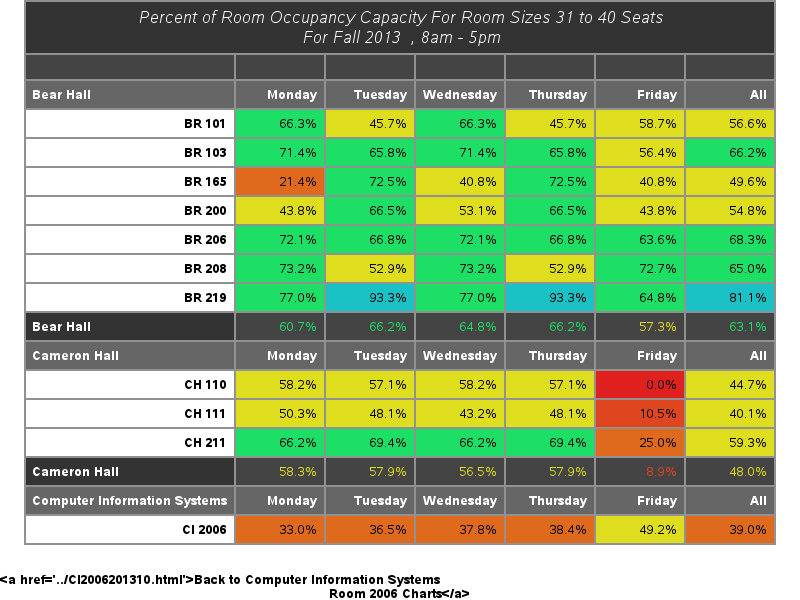 Percent of Room Occupancy Capacity For Room Sizes 31 to 40 Seats
For Fall 2013 , 8am - 5pm
Bear Hall Monday Tuesday Wednesday Thursday Friday All
BR 101 66.3% 45.7% 66.3% 45.7% 58.7% 56.6%
BR 103 71.4% 65.8% 71.4% 65.8% 56.4% 66.2%
BR 165 21.4% 72.5% 40.8% 72.5% 40.8% 49.6%
BR 200 43.8% 66.5% 53.1% 66.5% 43.8% 54.8%
BR 206 72.1% 66.8% 72.1% 66.8% 63.6% 68.3%
BR 208 73.2% 52.9% 73.2% 52.9% 72.7% 65.0%
BR 219 77.0% 93.3% 77.0% 93.3% 64.8% 81.1%
Bear Hall 60.7% 66.2% 64.8% 66.2% 57.3% 63.1%
Cameron Hall Monday Tuesday Wednesday Thursday Friday All
CH 110 58.2% 57.1% 58.2% 57.1% 0.0% 44.7%
CH 111 50.3% 48.1% 43.2% 48.1% 10.5% 40.1%
CH 211 66.2% 69.4% 66.2% 69.4% 25.0% 59.3%
Cameron Hall 58.3% 57.9% 56.5% 57.9% 8.9% 48.0%
Computer Information Systems Monday Tuesday Wednesday Thursday Friday All
CI 2006 33.0% 36.5% 37.8% 38.4% 49.2% 39.0%
<a href='../CI2006201310.html'>Back to Computer Information Systems
Room 2006 Charts</a>